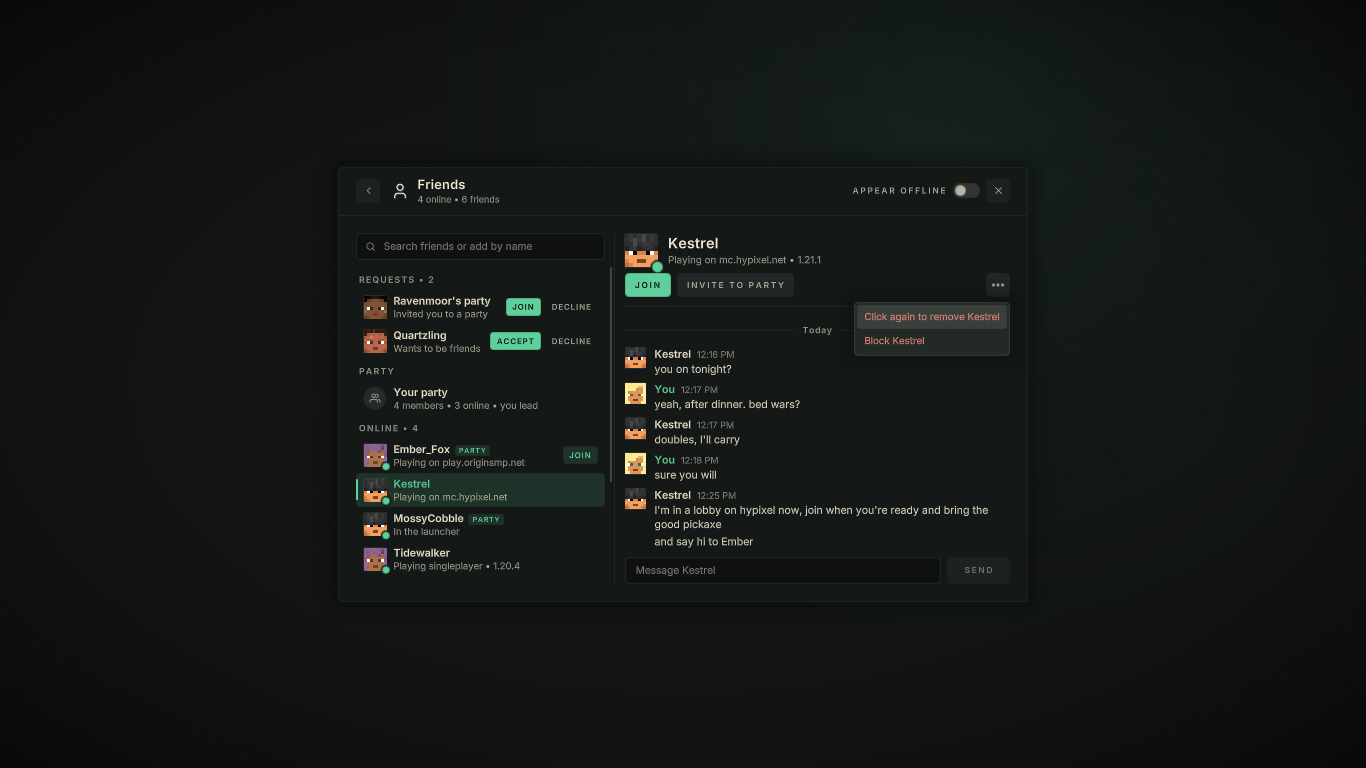 Friends
4 online • 6 friends
APPEAR OFFLINE
Search friends or add by name
REQUESTS • 2
Ravenmoor's party
Invited you to a party
JOIN
DECLINE
Quartzling
Wants to be friends
ACCEPT
DECLINE
PARTY
Your party
4 members • 3 online • you lead
ONLINE • 4
Ember_Fox PARTY
Playing on play.originsmp.net
JOIN
Kestrel
Playing on mc.hypixel.net
MossyCobble PARTY
In the launcher
Tidewalker
Playing singleplayer • 1.20.4
Kestrel
Playing on mc.hypixel.net • 1.21.1
JOIN
INVITE TO PARTY
Click again to remove Kestrel
Block Kestrel
Today
Kestrel 12:16 PM
you on tonight?
You 12:17 PM
yeah, after dinner. bed wars?
Kestrel 12:17 PM
doubles, I'll carry
You 12:18 PM
sure you will
Kestrel 12:25 PM
I'm in a lobby on hypixel now, join when you're ready and bring the
good pickaxe
and say hi to Ember
Message Kestrel
SEND